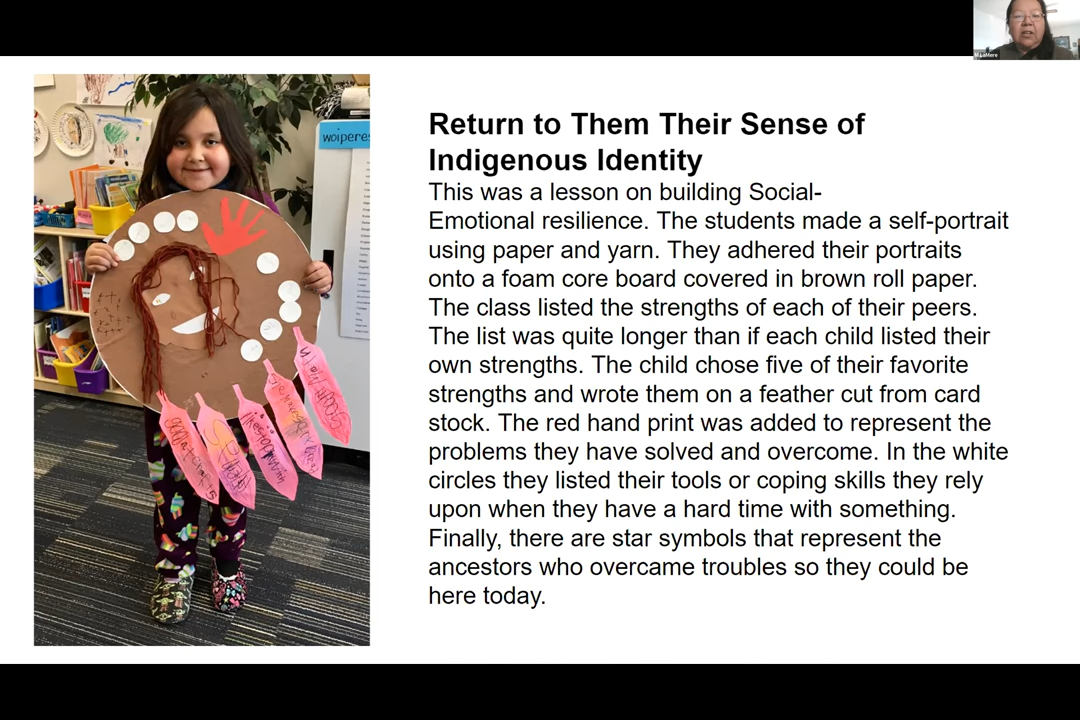 Return to Them Their Sense of
Indigenous Identity
This was a lesson on building Social-
Emotional resilience. The students made a self-portrait
using paper and yarn. They adhered their portraits
onto a foam core board covered in brown roll paper.
The class listed the strengths of each of their peers.
The list was quite longer than if each child listed their
own strengths. The child chose five of their favorite
strengths and wrote them on a feather cut from card
stock. The red hand print was added to represent the
problems they have solved and overcome. In the white
circles they listed their tools or coping skills they rely
upon when they have a hard time with something.
Finally, there are star symbols that represent the
ancestors who overcame troubles so they could be
here today.